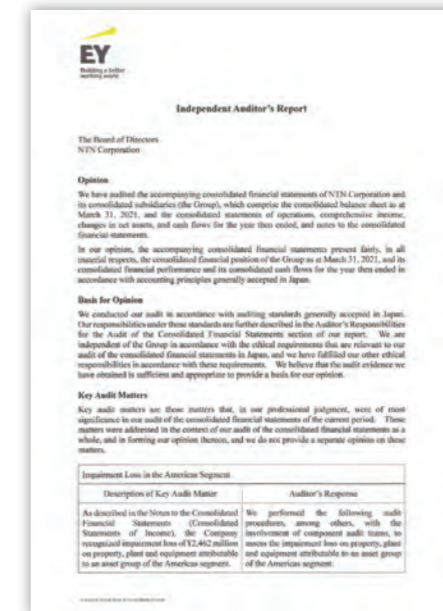 EY
Building a better
working world
Independent Auditor's Report
The Board of Directors
NTN Corporation
Opinion
We have audited the accompanying consolidated financial statements of NTN Corporation and
its consolidated subsidiaries (the Group), which comprise the consolidated balance sheet as at
March 31, 2021, and the consolidated statements of operations, comprehensive income,
changes in net assets, and cash flows for the year then ended, and notes to the consolidated
financial statements.
In our opinion, the accompanying consolidated financial statements present fairly, in all
material respects, the consolidated financial position of the Group as at March 31, 2021, and its
consolidated financial performance and its consolidated cash flows for the year then ended in
accordance with accounting principles generally accepted in Japan.
Basis for Opinion
We conducted our audit in accordance with auditing standards generally accepted in Japan.
Our responsibilities under those standards are further described in the Auditor's Responsibilities
for the Audit of the Consolidated Financial Statements section of our report. We are
independent of the Group in accordance with the ethical requirements that are relevant to our
audit of the consolidated financial statements in Japan, and we have fulfilled our other ethical
responsibilities in accordance with these requirements. We believe that the audit evidence we
have obtained is sufficient and appropriate to provide a basis for our opinion.
Key Audit Matters
Key audit matters are those matters that, in our professional judgment, were of most
significance in our audit of the consolidated financial statements of the current period. These
matters were addressed in the context of our audit of the consolidated financial statements as a
whole, and in forming our opinion thereon, and we do not provide a separate opinion on these
matters.
Impairment Loss in the American Segment
Description of Key Audit Matter
Auditor's Response
As described in the Notes to the Consolidated
Financial Statements (Consolidated
Statements of Income), the Company
recognized impairment loss of ¥2,462 million
on property, plant and equipment attributable
to an asset group of the Americas segment.
We performed the following audit
procedures, among others, with the
involvement of component audit teams, to
assess the impairment loss on property, plant
and equipment attributable to an asset group
of the Americas segment: